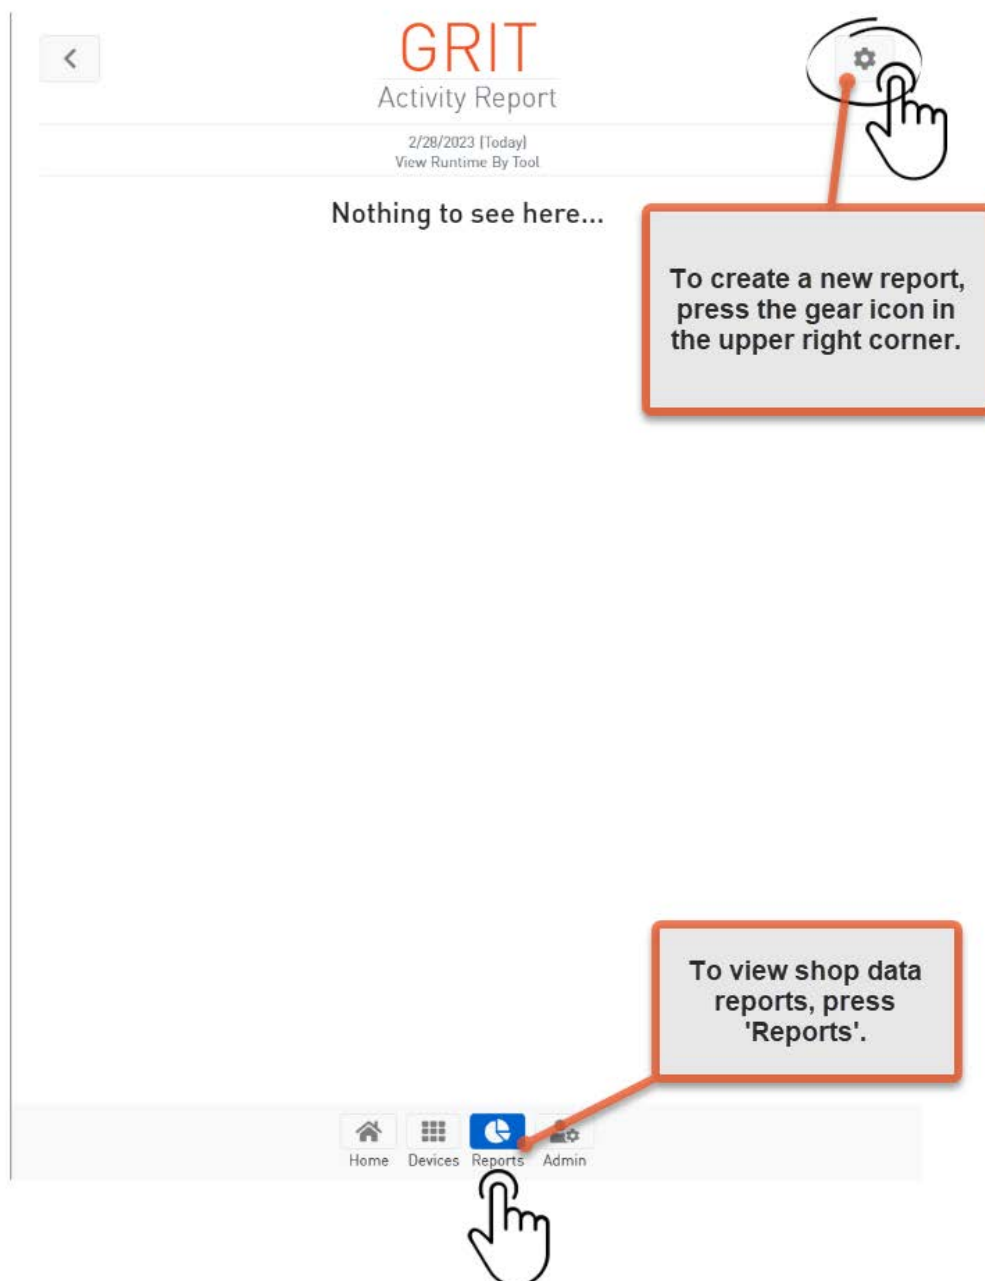 GRIT
Activity Report
2/28/2023 [Today]
View Runtime By Tool
Nothing to see here...
To create a new report,
press the gear icon in
the upper right corner.
To view shop data
reports, press
'Reports'.
Home Devices Reports Admin